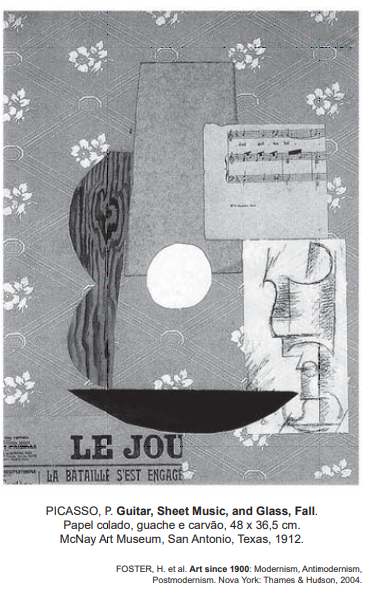 LE JOU
LA BATAILLE S'EST ENGAGÉ
PICASSO, P. Guitar, Sheet Music, and Glass, Fall.
Papel colado, guache e carvão, 48 x 36,5 cm.
McNay Art Museum, San Antonio, Texas, 1912.
FOSTER, H. et al. Art since 1900: Modernism, Antimodernism,
Postmodernism. Nova York: Thames & Hudson, 2004.